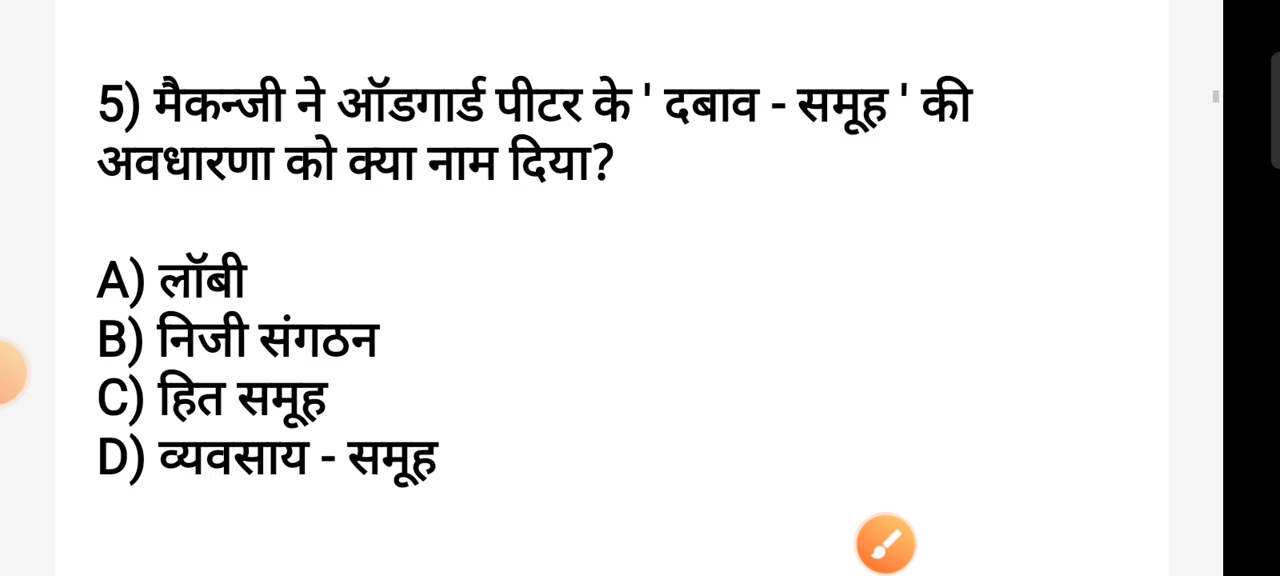 5) मैकन्जी ने ऑडगार्ड पीटर के ' दबाव - समूह ' की
अवधारणा को क्या नाम दिया?
A) लॉबी
B) निजी संगठन
C) हित समूह
D) व्यवसाय - समूह